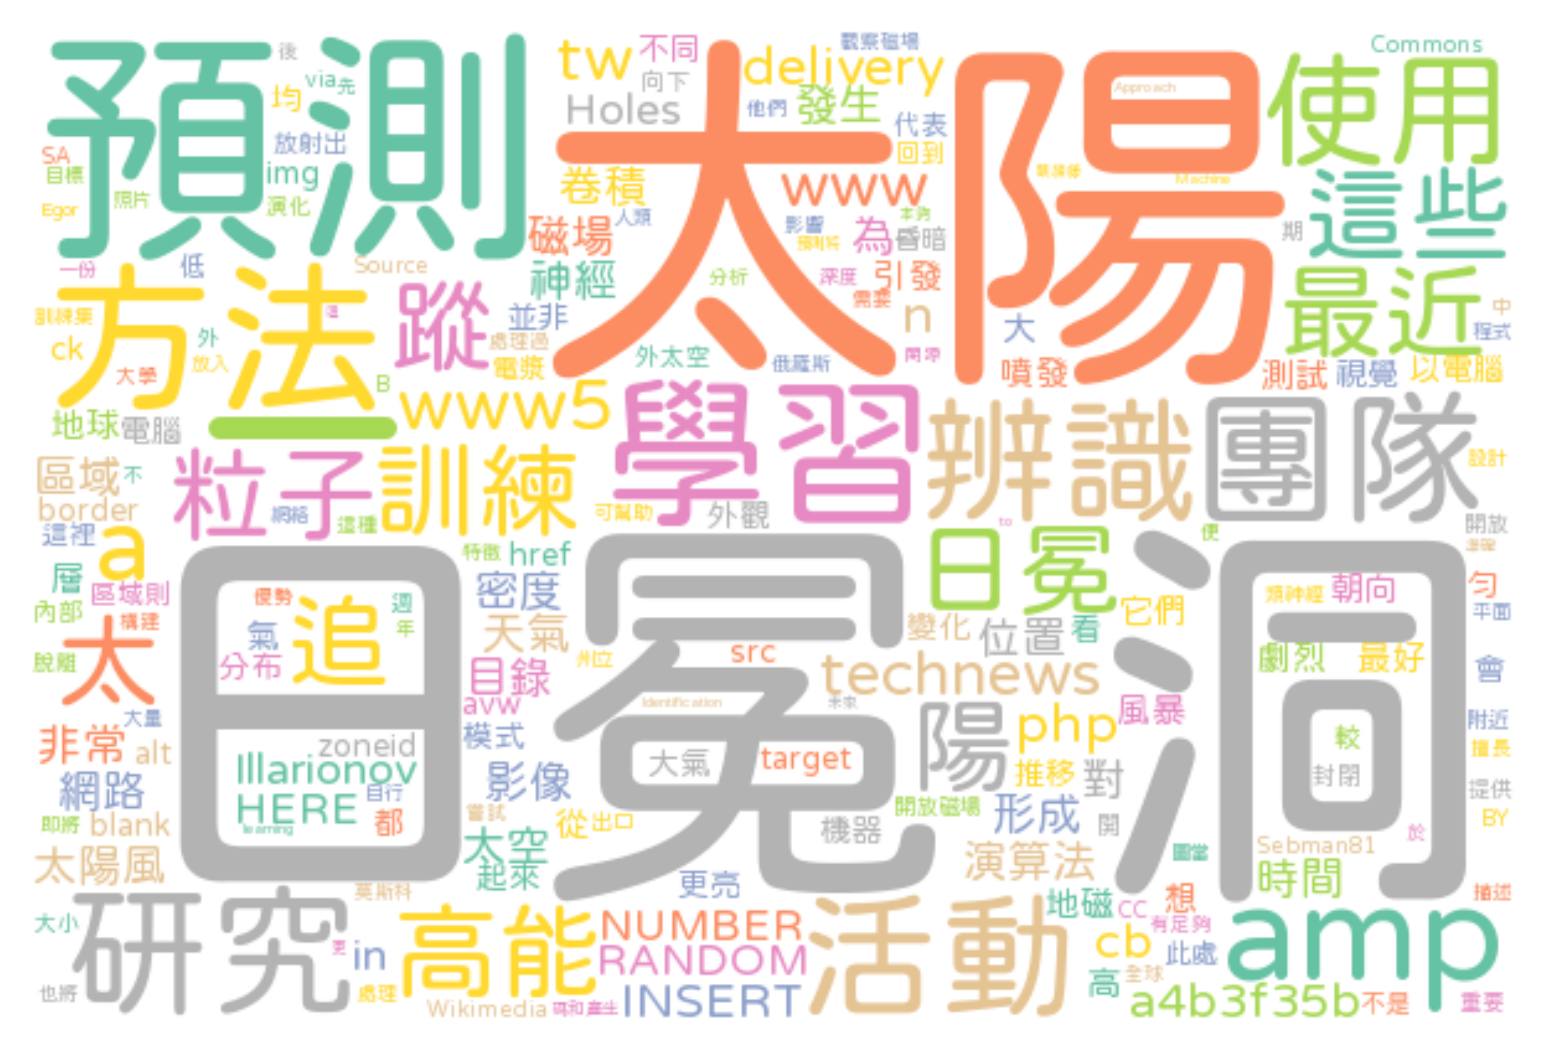 預測
太陽
使用
tw
不同
delivery
觀察磁場
Commons
後
via
先
均
向下
Holes
他們
發生
代表
Approach
放射出
SA
目標
img
卷積
www
回到
這些
Machine
Egor
照片
演化
人類
磁場
影響
本夠
為
昏暗
期
一份
低
Source
神經
分析
深度
引發
最近
方法
蹤
並非
n
需要
大
中
程式
訓練集
ck
外
放入
大學
處理過
電漿
外太空
俄羅斯
開源
噴發
測試
視覺
以電腦
B
一
www5
學習
辨識
團隊
地球
電腦
設計
區域
不
粒子
訓練
border
網絡
這種
可幫助
外觀
開放
這裡
a
to
特徵
href
日冕
便
層
區域則
密度
類神經
朝向
勻
內部
構建
優勢
週
年
追
氣
天氣
變化
位置
看
它們
平面
脫離
太
分布
目錄
州立
src
technews
劇烈
最好
會
日冕洞
大量
avw
Identification
未來
風暴
附近
非常
alt
zoneid
模式
大氣
target
陽
php
較
擅長
網路
Illarionov
自行
影像
推移
對
封閉
提供
即將
blank
HERE
learning
都
嘗試
從
出口
機器
開放磁場
形成
開
BY
太陽風
太空
起來
更亮
演算法
圖當
Sebman81
於
時間
莫斯科
地磁
CC
想
描述
大小
研究
高能
NUMBER
活動
有足夠
amp
更
in
RANDOM
cb
此處
也將
處理
Wikimedia
碼和產生
INSERT
高
全球
a4b3f35b
不是
重要